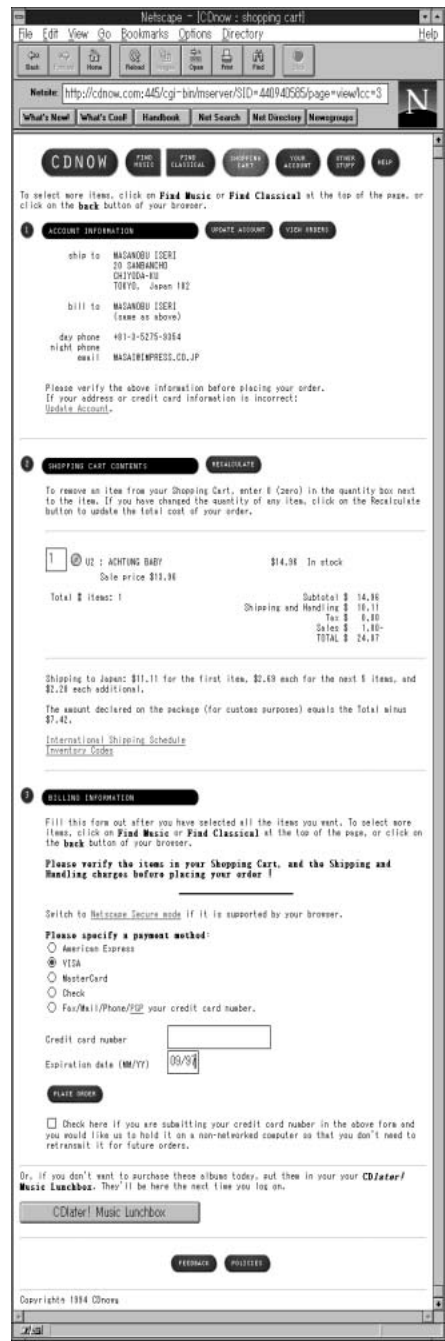 Netscape - [CDnow : shopping cart]
File Edit View Go Bookmarks Options Directory Help
Back Forward Home Reload Images Open Print Find Stop
Netsite: http://cdnow.com:445/cgi-bin/mserver/SID=440940585/page=view/lcc=3
What's New! What's Cool! Handbook Net Search Net Directory Newsgroups
N
CDNOW FIND MUSIC FIND CLASSICAL SHOPPING CART YOUR ACCOUNT OTHER STUFF HELP
To select more items, click on Find Music or Find Classical at the top of the page, or
click on the back button of your browser.
1 ACCOUNT INFORMATION UPDATE ACCOUNT VIEW ORDERS
ship to MASANOBU ISERI
20 SANBANCHO
CHIYODA-KU
TOKYO, Japan 102
bill to MASANOBU ISERI
(same as above)
day phone +81-3-5275-9354
night phone
email MASAI@IMPRESS.CO.JP
Please verify the above information before placing your order.
If your address or credit card information is incorrect:
Update Account.
2 SHOPPING CART CONTENTS RECALCULATE
To remove an item from your Shopping Cart, enter 0 (zero) in the quantity box next
to the item. If you have changed the quantity of any item, click on the Recalculate
button to update the total cost of your order.
1 U2 : ACHTUNG BABY $14.96 In stock
Sale price $13.96
Total # items: 1 Subtotal $ 14.96
Shipping and Handling $ 10.11
Tax $ 0.00
Sales $ 1.00-
TOTAL $ 24.07
Shipping to Japan: $11.11 for the first item, $2.69 each for the next 5 items, and
$2.28 each additional.
The amount declared on the package (for customs purposes) equals the Total minus
$7.42.
International Shipping Schedule
Inventory Codes
3 BILLING INFORMATION
Fill this form out after you have selected all the items you want. To select more
items, click on Find Music or Find Classical at the top of the page, or click on
the back button of your browser.
Please verify the items in your Shopping Cart, and the Shipping and
Handling charges before placing your order !
Switch to Netscape Secure mode if it is supported by your browser.
Please specify a payment method:
American Express
VISA
MasterCard
Check
Fax/Mail/Phone/PGP your credit card number.
Credit card number
Expiration date (MM/YY) 09/97
PLACE ORDER
Check here if you are submitting your credit card number in the above form and
you would like us to hold it on a non-networked computer so that you don't need to
retransmit it for future orders.
Or, if you don't want to purchase these albums today, put them in your your CDlater!
Music Lunchbox. They'll be here the next time you log on.
CDlater! Music Lunchbox
FEEDBACK POLICIES
Copyright© 1994 CDnow®